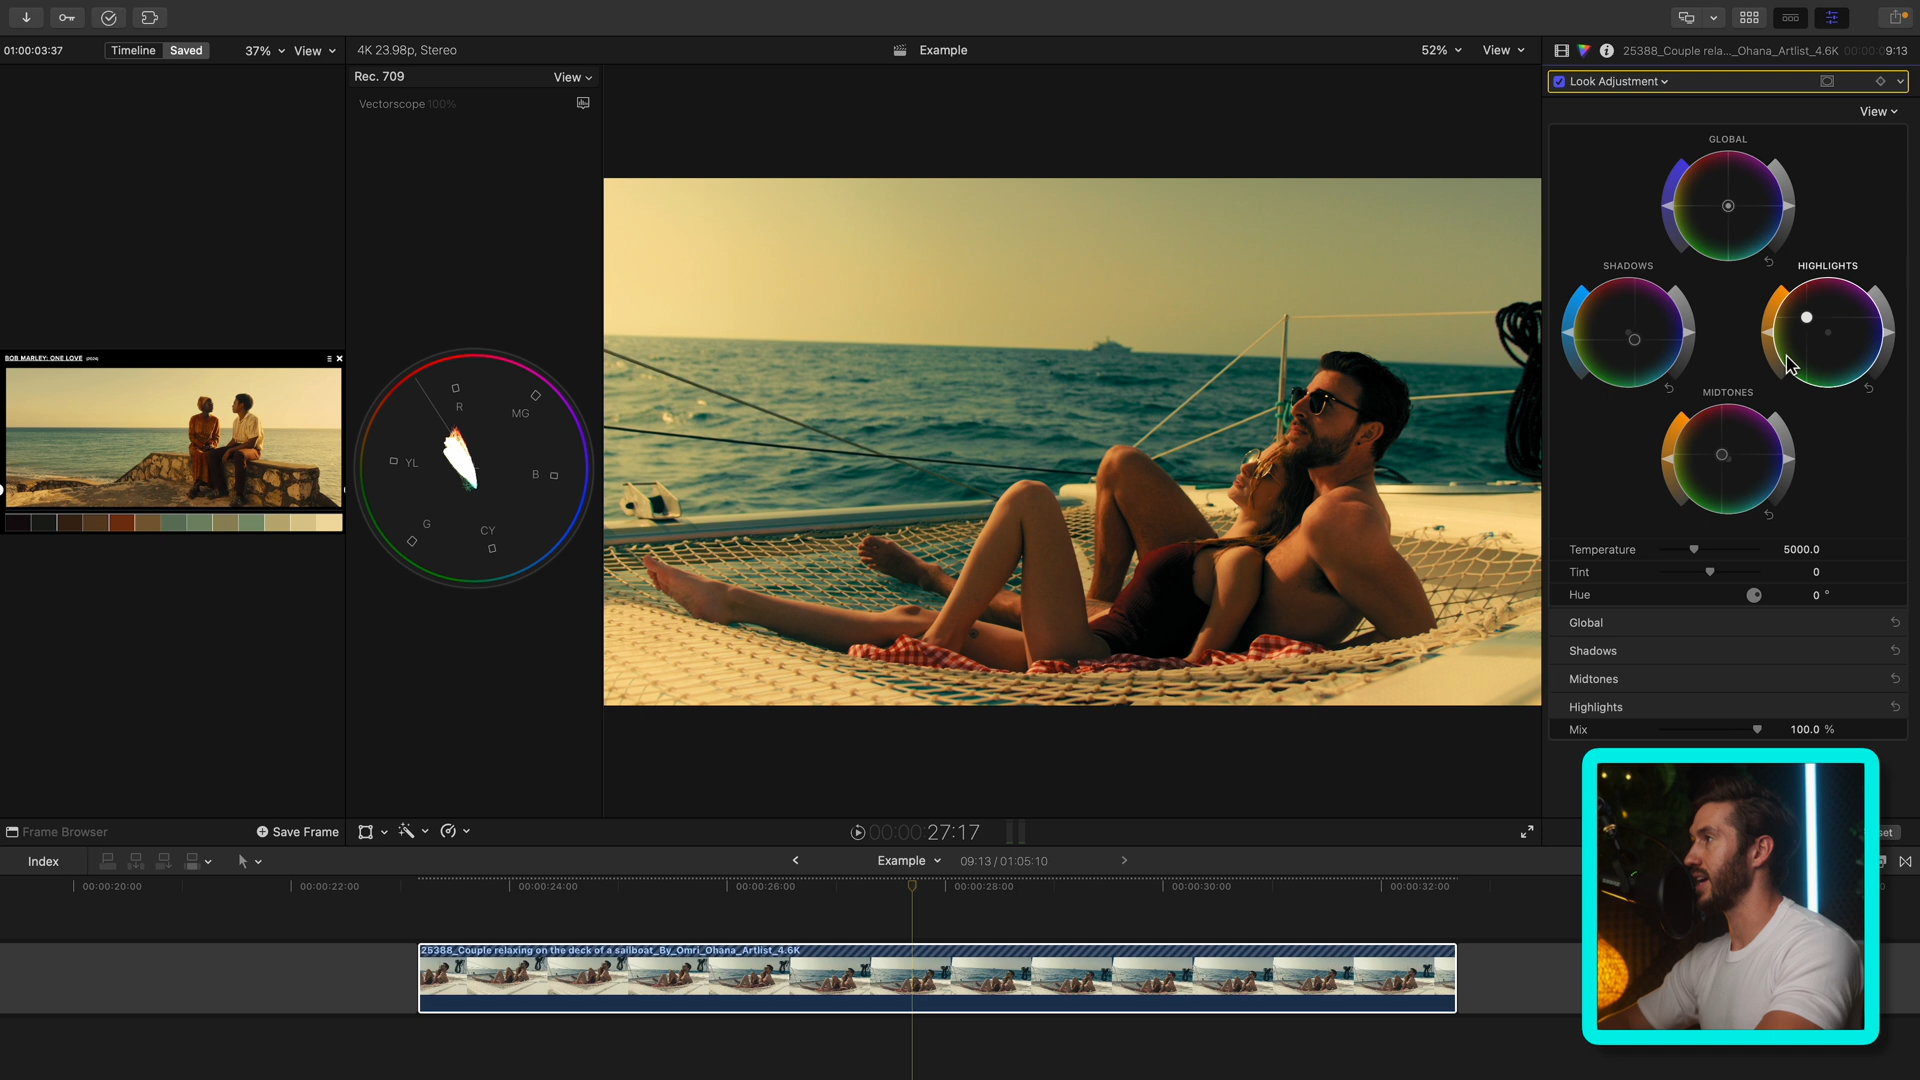 01:00:03:37
Timeline
Saved
37%
View
4K 23.98p, Stereo
Example
52%
View
25388_Couple rela..._Ohana_Artlist_4.6K
00:00:09:13
Rec. 709
View
Look Adjustment
Vectorscope 100%
View
GLOBAL
SHADOWS
HIGHLIGHTS
MIDTONES
BOB MARLEY: ONE LOVE
R
MG
YL
B
G
CY
Temperature
5000.0
Tint
0
Hue
0 °
Global
Shadows
Midtones
Highlights
Mix
100.0 %
Frame Browser
Save Frame
00:00:27:17
Index
Example
09:13 / 01:05:10
00:00:20:00
00:00:22:00
00:00:24:00
00:00:26:00
00:00:28:00
00:00:30:00
00:00:32:00
25388_Couple relaxing on the deck of a sailboat_By_Omri_Ohana_Artlist_4.6K